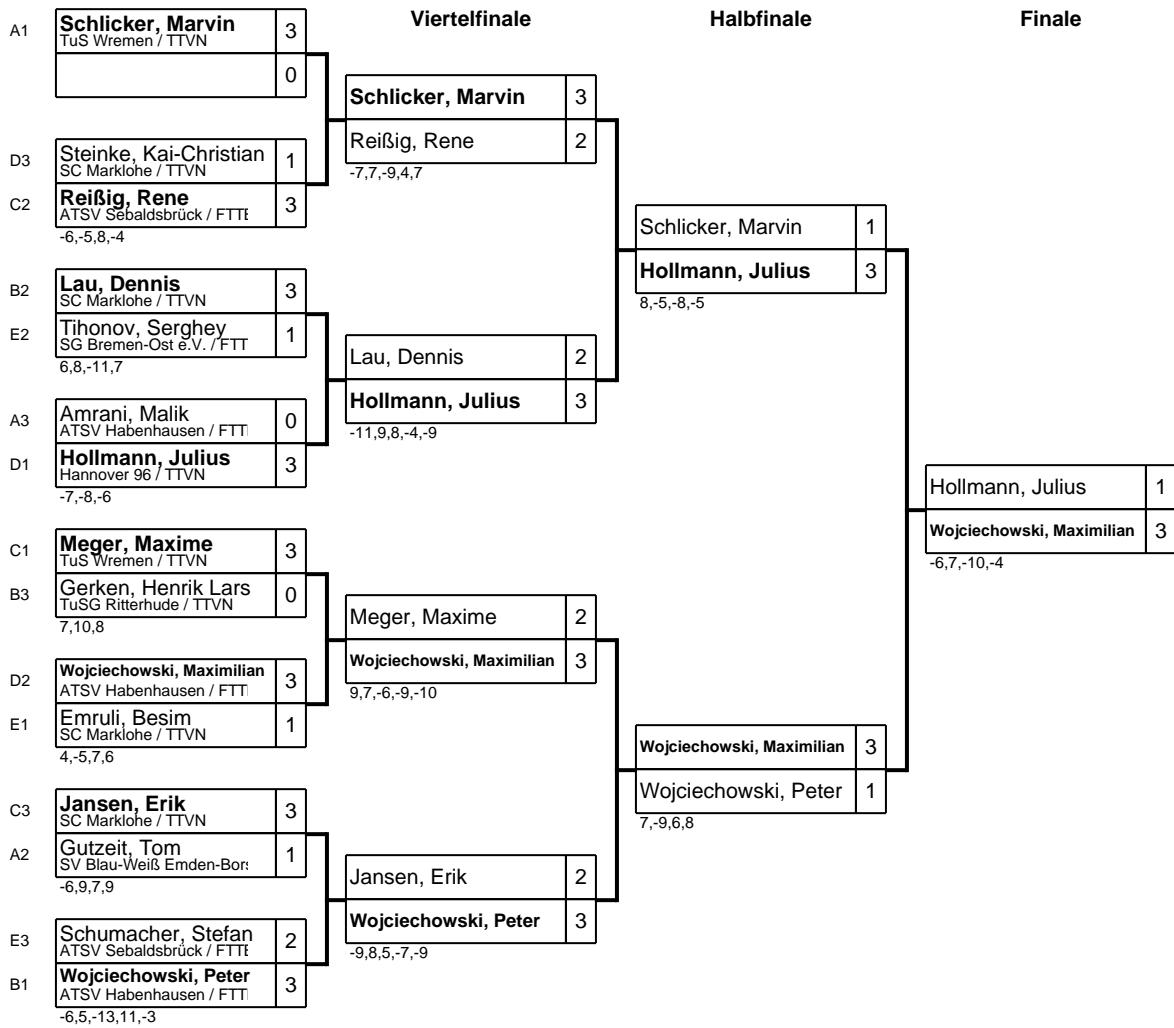 Viertelfinale
Halbfinale
Finale
A1
Schlicker, Marvin
TuS Wremen / TTVN
3
0
D3
Steinke, Kai-Christian
SC Marklohe / TTVN
1
C2
Reißig, Rene
ATSV Sebaldsbrück / FTTB
3
-6,-5,8,-4
B2
Lau, Dennis
SC Marklohe / TTVN
3
E2
Tihonov, Serghey
SG Bremen-Ost e.V. / FTT
1
6,8,-11,7
A3
Amrani, Malik
ATSV Habenhausen / FTT
0
D1
Hollmann, Julius
Hannover 96 / TTVN
3
-7,-8,-6
C1
Meger, Maxime
TuS Wremen / TTVN
3
B3
Gerken, Henrik Lars
TuSG Ritterhude / TTVN
0
7,10,8
D2
Wojciechowski, Maximilian
ATSV Habenhausen / FTT
3
E1
Emruli, Besim
SC Marklohe / TTVN
1
4,-5,7,6
C3
Jansen, Erik
SC Marklohe / TTVN
3
A2
Gutzeit, Tom
SV Blau-Weiß Emden-Bors
1
-6,9,7,9
E3
Schumacher, Stefan
ATSV Sebaldsbrück / FTTB
2
B1
Wojciechowski, Peter
ATSV Habenhausen / FTT
3
-6,5,-13,11,-3
Schlicker, Marvin
3
Reißig, Rene
2
-7,7,-9,4,7
Lau, Dennis
2
Hollmann, Julius
3
-11,9,8,-4,-9
Meger, Maxime
2
Wojciechowski, Maximilian
3
9,7,-6,-9,-10
Jansen, Erik
2
Wojciechowski, Peter
3
-9,8,5,-7,-9
Schlicker, Marvin
1
Hollmann, Julius
3
8,-5,-8,-5
Wojciechowski, Maximilian
3
Wojciechowski, Peter
1
7,-9,6,8
Hollmann, Julius
1
Wojciechowski, Maximilian
3
-6,7,-10,-4